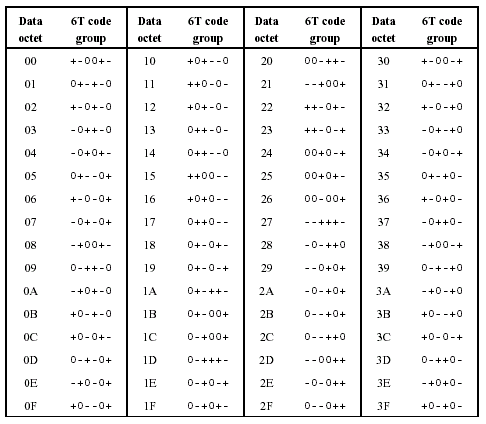 Data octet 6T code group Data octet 6T code group Data octet 6T code group Data octet 6T code group
00 +-00+- 10 +0+--0 20 00-++- 30 +-00-+
01 0+-+-0 11 ++0-0- 21 --+00+ 31 0+--+0
02 +-0+-0 12 +0+-0- 22 ++-0+- 32 +-0-+0
03 -0++-0 13 0++-0- 23 ++-0-+ 33 -0+-+0
04 -0+0+- 14 0++--0 24 00+0-+ 34 -0+0-+
05 0+--0+ 15 ++00-- 25 00+0+- 35 0+-+0-
06 +-0-0+ 16 +0+0-- 26 00-00+ 36 +-0+0-
07 -0+-0+ 17 0++0-- 27 --+++- 37 -0++0-
08 -+00+- 18 0+-0+- 28 -0-++0 38 -+00-+
09 0-++-0 19 0+-0-+ 29 --0+0+ 39 0-+-+0
0A -+0+-0 1A 0+-++- 2A -0-+0+ 3A -+0-+0
0B +0-+-0 1B 0+-00+ 2B 0--+0+ 3B +0--+0
0C +0-0+- 1C 0-+00+ 2C 0--++0 3C +0-0-+
0D 0-+-0+ 1D 0-+++- 2D --00++ 3D 0-++0-
0E -+0-0+ 1E 0-+0-+ 2E -0-0++ 3E -+0+0-
0F +0--0+ 1F 0-+0+- 2F 0--0++ 3F +0-+0-